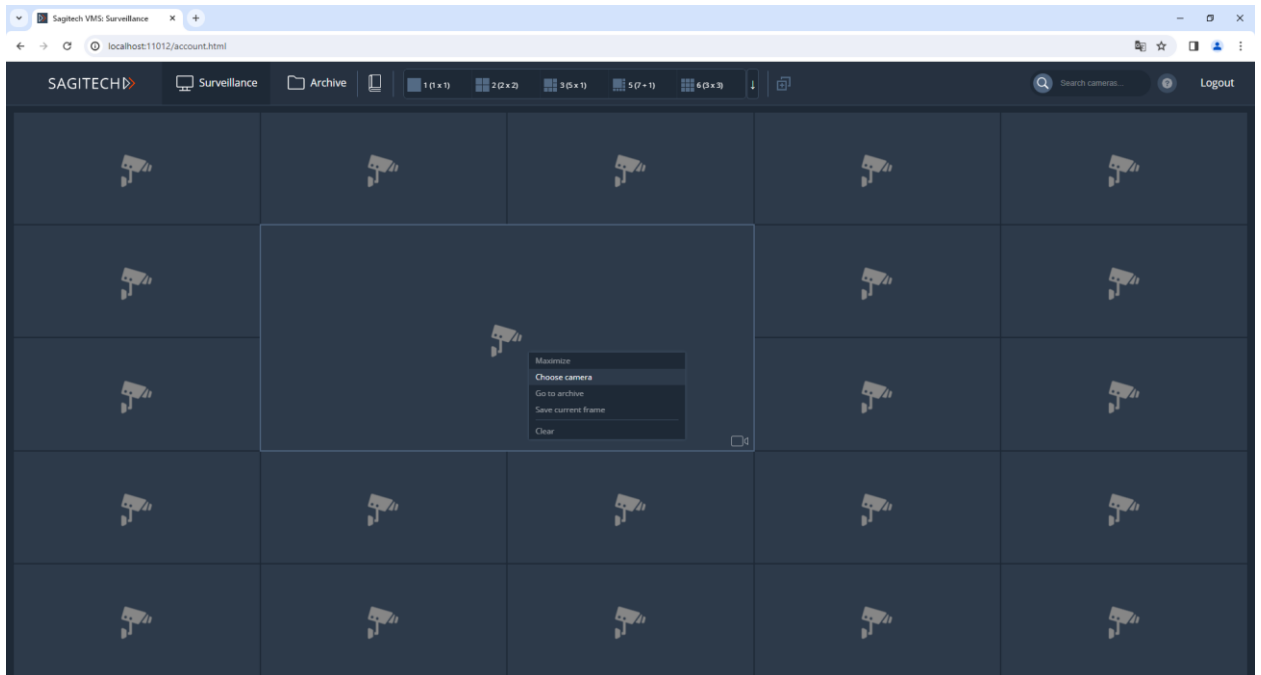 Sagitech VMS: Surveillance
localhost:11012/account.html
SAGITECH
Surveillance
Archive
1 (1 x 1)
2 (2 x 2)
3 (5 x 1)
5 (7 + 1)
6 (3 x 3)
Search cameras...
Logout
Maximize
Choose camera
Go to archive
Save current frame
Clear